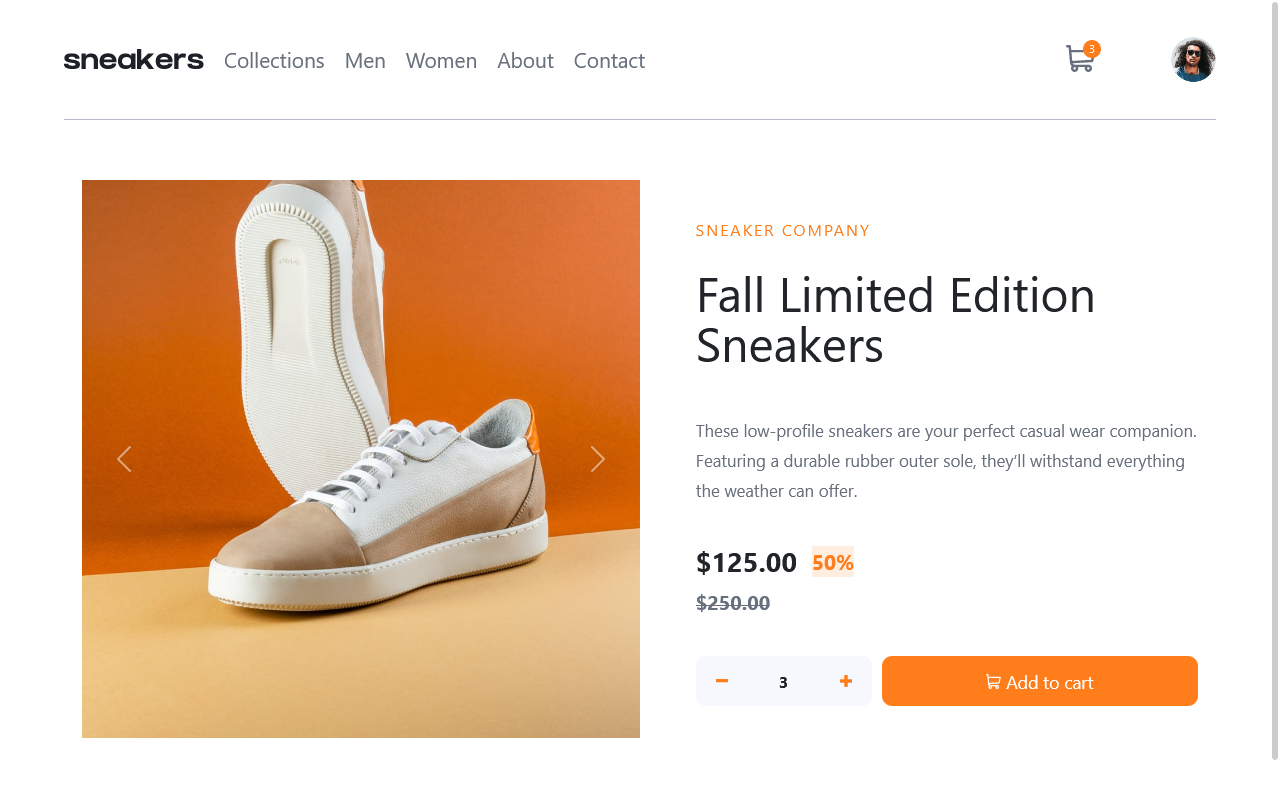 sneakers Collections Men Women About Contact 3
SNEAKER COMPANY
Fall Limited Edition
Sneakers
These low-profile sneakers are your perfect casual wear companion.
Featuring a durable rubber outer sole, they’ll withstand everything
the weather can offer.
$125.00 50%
$250.00
3 Add to cart